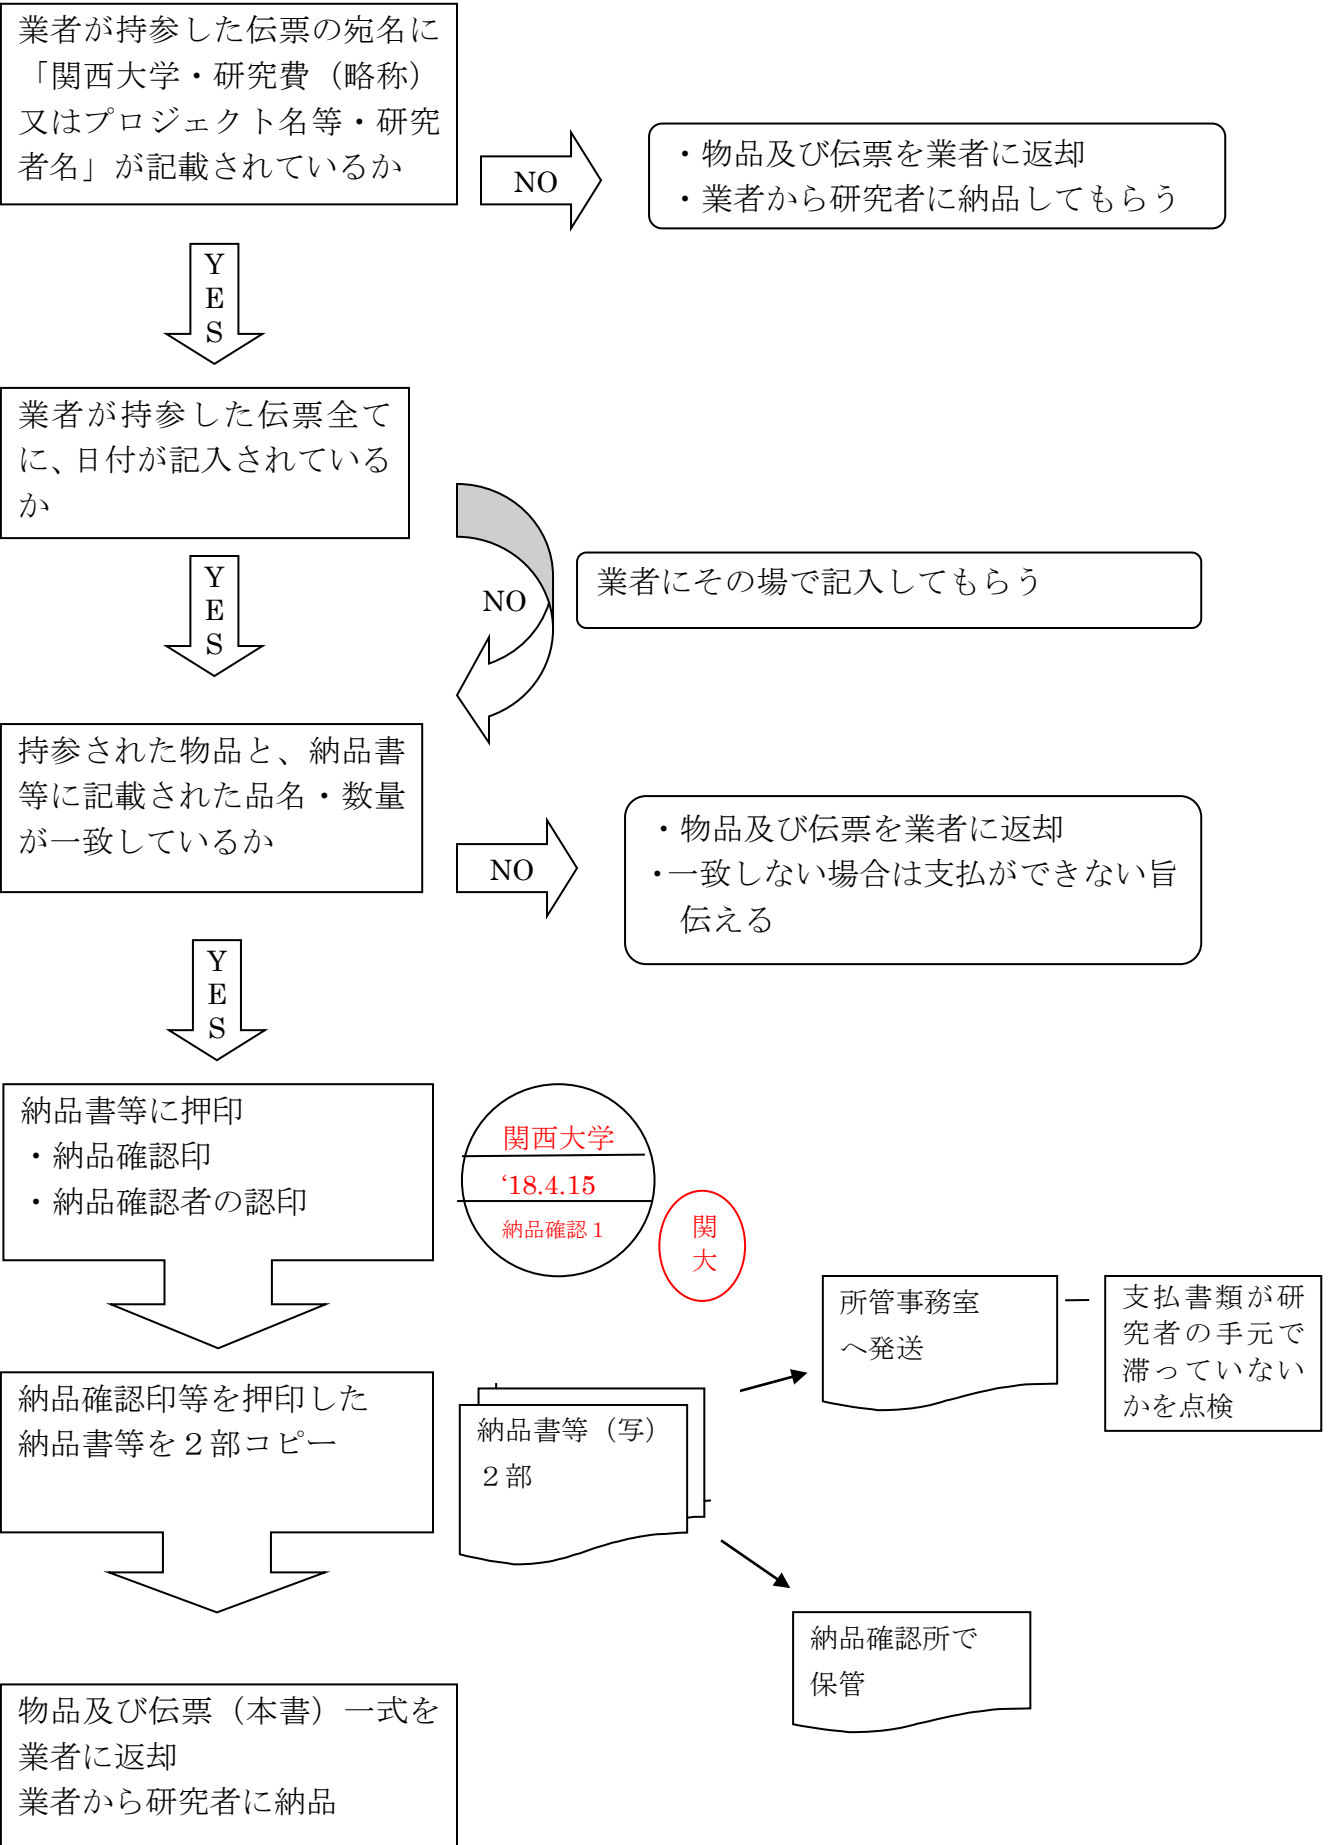 業者が持参した伝票の宛名に
「関西大学・研究費（略称）
又はプロジェクト名等・研究
者名」が記載されているか
NO
・物品及び伝票を業者に返却
・業者から研究者に納品してもらう
YES
業者が持参した伝票全て
に、日付が記入されている
か
NO
業者にその場で記入してもらう
YES
持参された物品と、納品書
等に記載された品名・数量
が一致しているか
NO
・物品及び伝票を業者に返却
・一致しない場合は支払ができない旨
伝える
YES
納品書等に押印
・納品確認印
・納品確認者の認印
関西大学
‘18.4.15
納品確認１
関
大
納品確認印等を押印した
納品書等を２部コピー
納品書等（写）
２部
所管事務室
へ発送
支払書類が研
究者の手元で
滞っていない
かを点検
納品確認所で
保管
物品及び伝票（本書）一式を
業者に返却
業者から研究者に納品